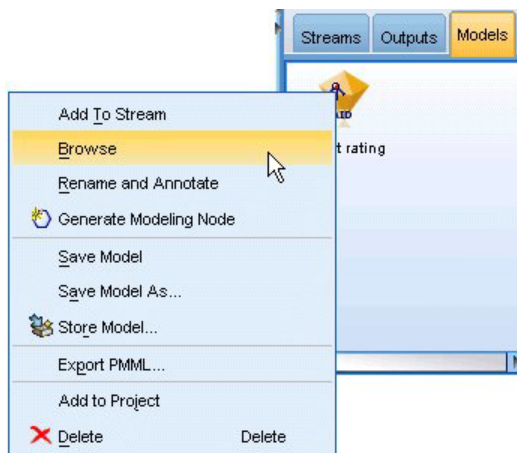 Streams Outputs Models
AID
t rating
Add To Stream
Browse
Rename and Annotate
Generate Modeling Node
Save Model
Save Model As...
Store Model...
Export PMML...
Add to Project
Delete Delete